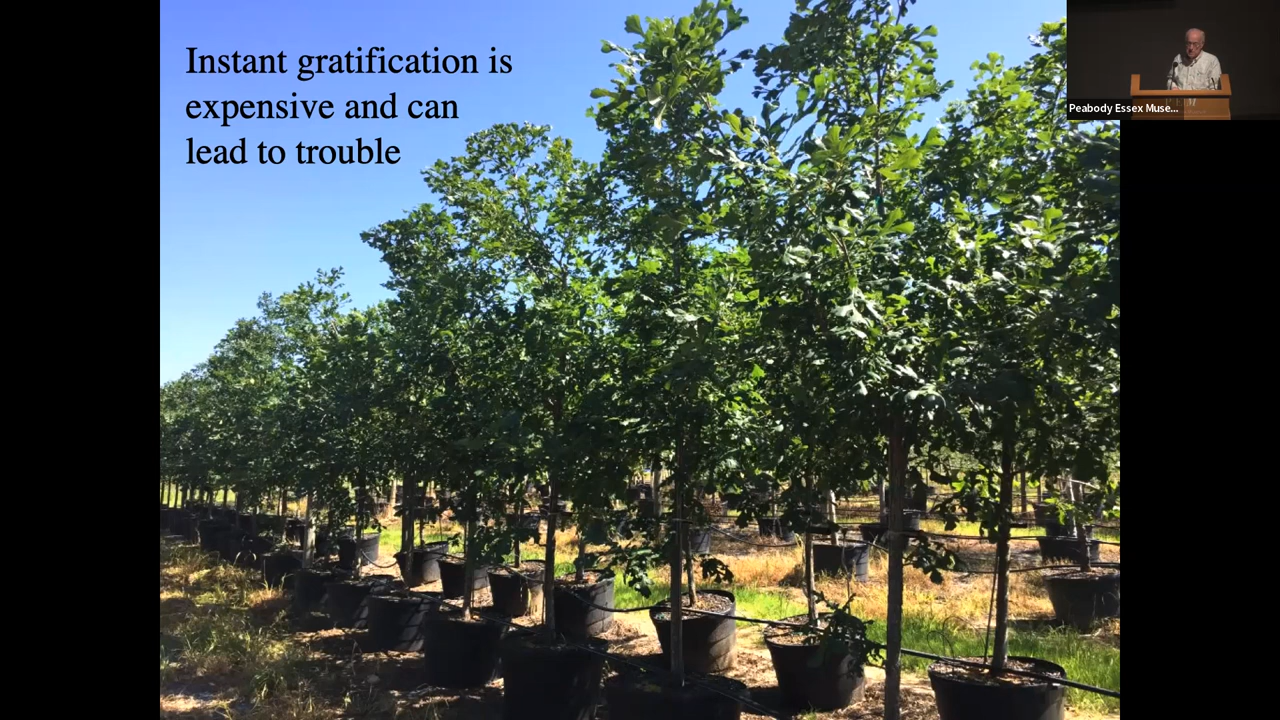 Instant gratification is
expensive and can
lead to trouble
Peabody Essex Muse...